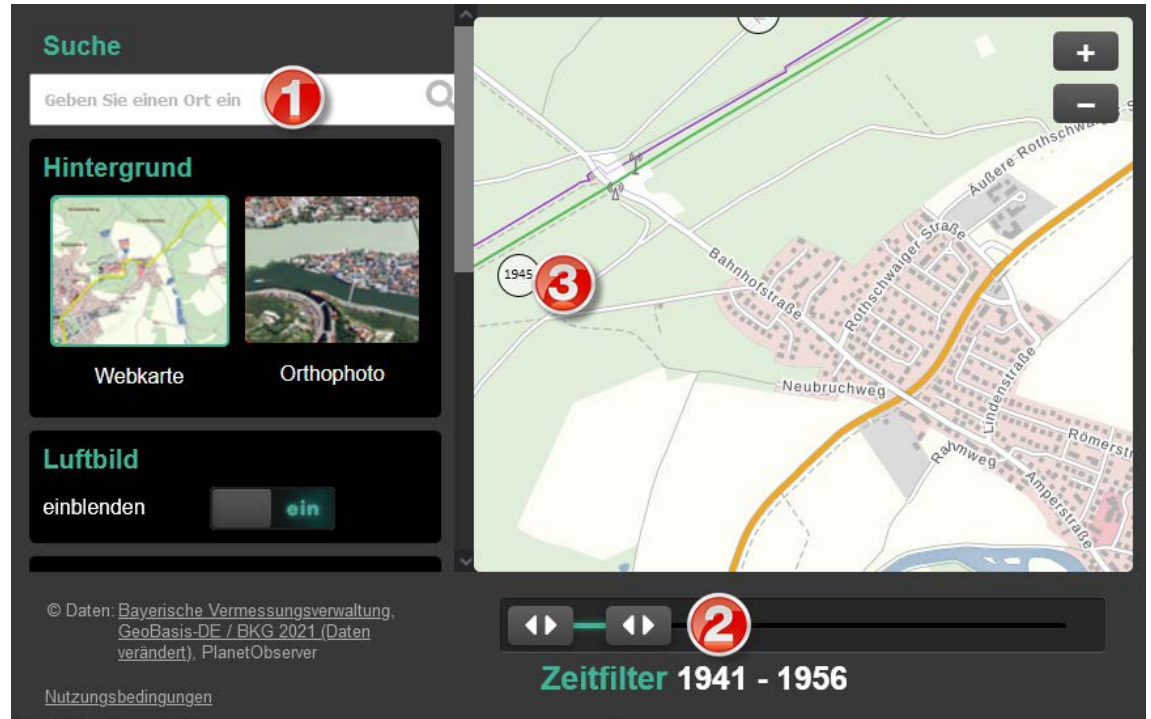 Suche
Geben Sie einen Ort ein
1
Hintergrund
Webkarte
Orthophoto
Luftbild
einblenden
ein
© Daten: Bayerische Vermessungsverwaltung,
GeoBasis-DE / BKG 2021 (Daten
verändert), PlanetObserver
Nutzungsbedingungen
+
−
Äußere-Rothschwaiger-S
1945
3
Bahnhofstraße
Rothschwaiger Straße
Neubruchweg
Lindenstraße
Römerstr
Rahmweg
Amperstraße
2
Zeitfilter 1941 - 1956